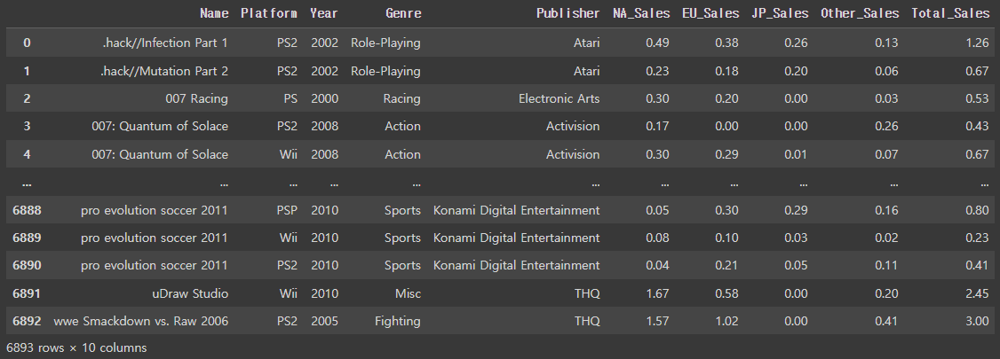 Name Platform Year Genre Publisher NA_Sales EU_Sales JP_Sales Other_Sales Total_Sales
0 .hack//Infection Part 1 PS2 2002 Role-Playing Atari 0.49 0.38 0.26 0.13 1.26
1 .hack//Mutation Part 2 PS2 2002 Role-Playing Atari 0.23 0.18 0.20 0.06 0.67
2 007 Racing PS 2000 Racing Electronic Arts 0.30 0.20 0.00 0.03 0.53
3 007: Quantum of Solace PS2 2008 Action Activision 0.17 0.00 0.00 0.26 0.43
4 007: Quantum of Solace Wii 2008 Action Activision 0.30 0.29 0.01 0.07 0.67
... ... ... ... ... ... ... ... ... ... ...
6888 pro evolution soccer 2011 PSP 2010 Sports Konami Digital Entertainment 0.05 0.30 0.29 0.16 0.80
6889 pro evolution soccer 2011 Wii 2010 Sports Konami Digital Entertainment 0.08 0.10 0.03 0.02 0.23
6890 pro evolution soccer 2011 PS2 2010 Sports Konami Digital Entertainment 0.04 0.21 0.05 0.11 0.41
6891 uDraw Studio Wii 2010 Misc THQ 1.67 0.58 0.00 0.20 2.45
6892 wwe Smackdown vs. Raw 2006 PS2 2005 Fighting THQ 1.57 1.02 0.00 0.41 3.00
6893 rows × 10 columns